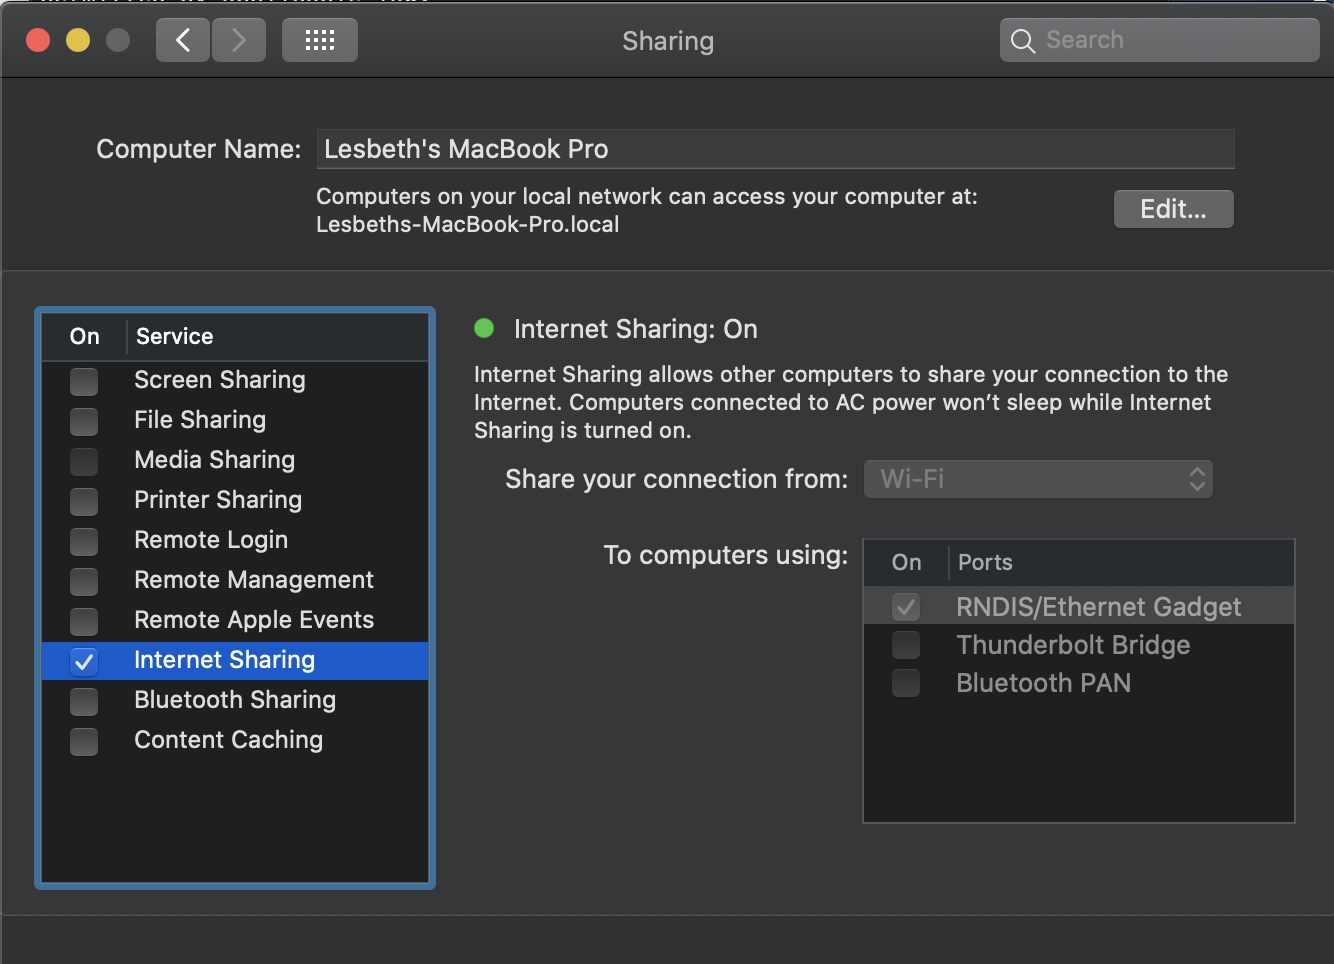 Sharing
Search
Computer Name: Lesbeth's MacBook Pro
Computers on your local network can access your computer at:
Lesbeths-MacBook-Pro.local
Edit...
On Service
Screen Sharing
File Sharing
Media Sharing
Printer Sharing
Remote Login
Remote Management
Remote Apple Events
Internet Sharing
Bluetooth Sharing
Content Caching
Internet Sharing: On
Internet Sharing allows other computers to share your connection to the
Internet. Computers connected to AC power won’t sleep while Internet
Sharing is turned on.
Share your connection from: Wi-Fi
To computers using:
On Ports
RNDIS/Ethernet Gadget
Thunderbolt Bridge
Bluetooth PAN